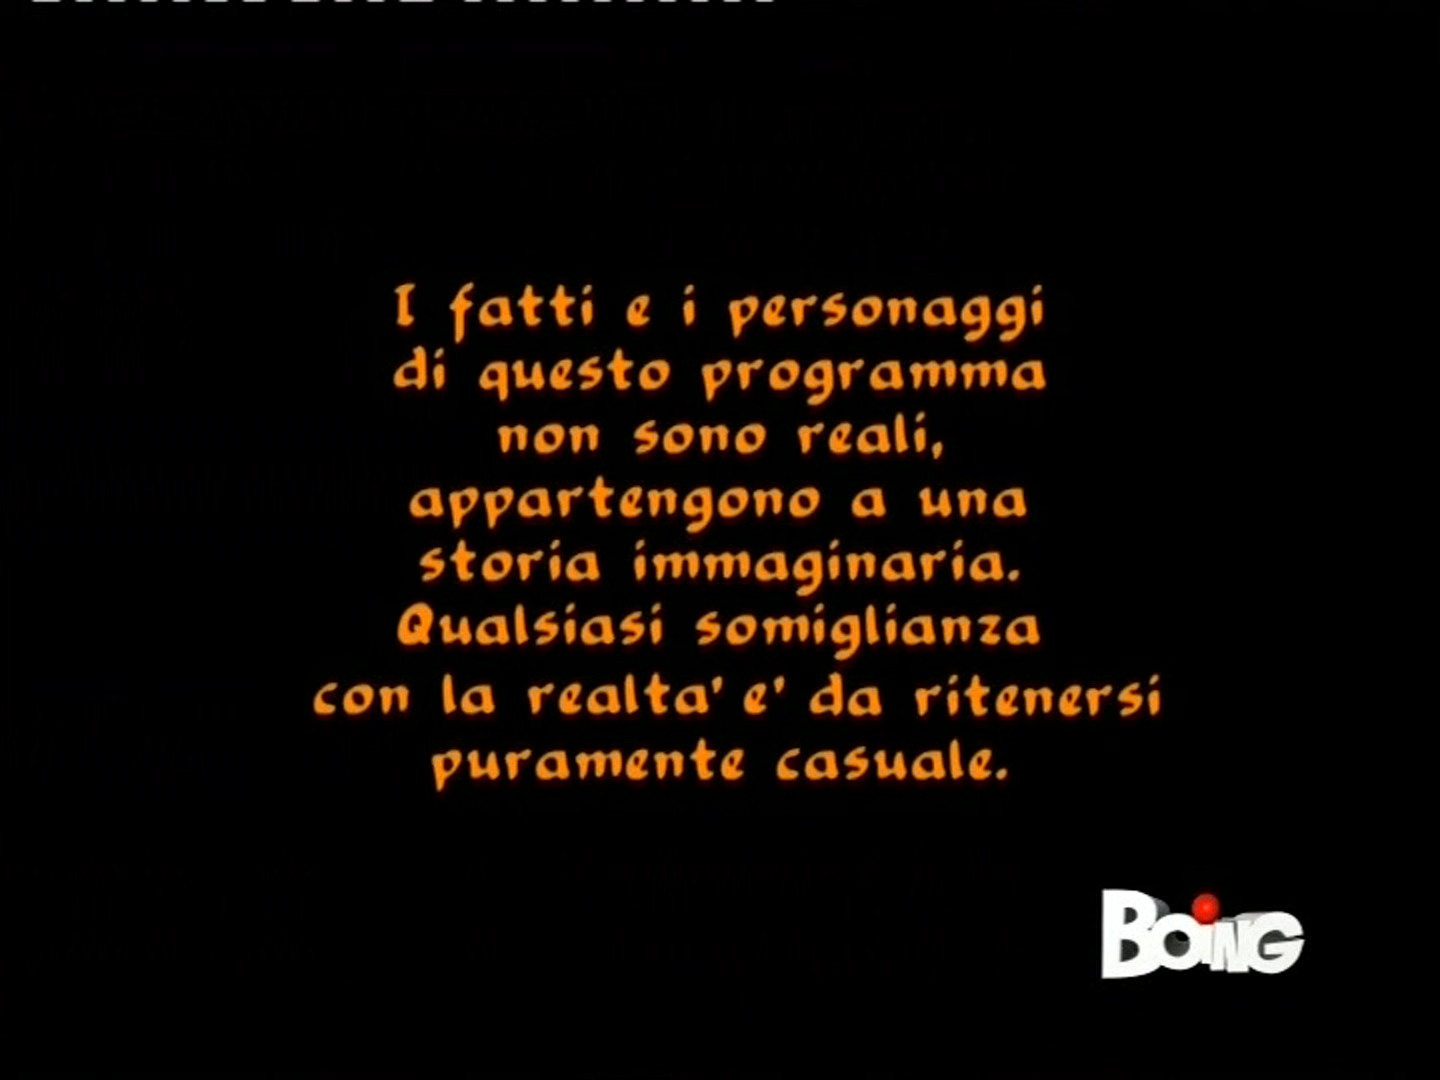 I fatti e i personaggi
di questo programma
non sono reali,
appartengono a una
storia immaginaria.
Qualsiasi somiglianza
con la realta' e' da ritenersi
puramente casuale.
BOiNG